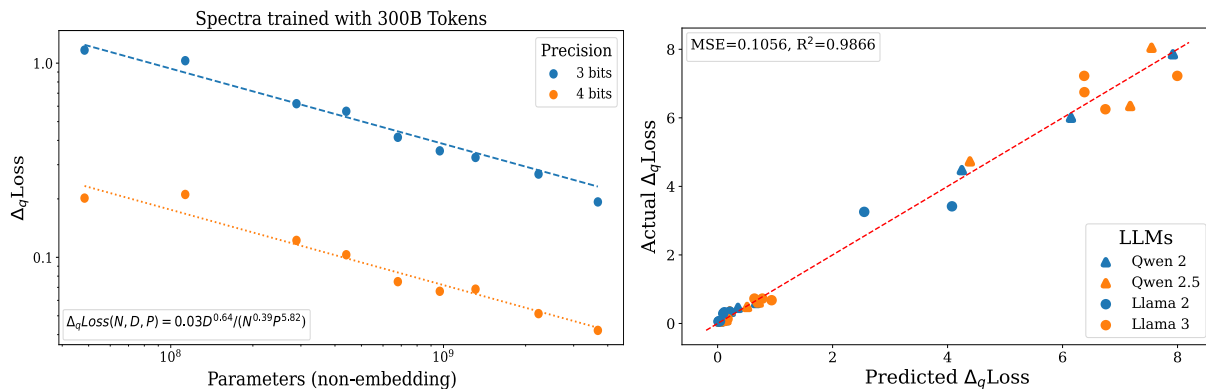 Spectra trained with 300B Tokens
Δ_qLoss
1.0
0.1
Precision
3 bits
4 bits
Δ_qLoss(N, D, P) = 0.03D^0.64/(N^0.39P^5.82)
10^8
10^9
Parameters (non-embedding)
MSE=0.1056, R²=0.9866
Actual Δ_qLoss
8
6
4
2
0
LLMs
Qwen 2
Qwen 2.5
Llama 2
Llama 3
0
2
4
6
8
Predicted Δ_qLoss